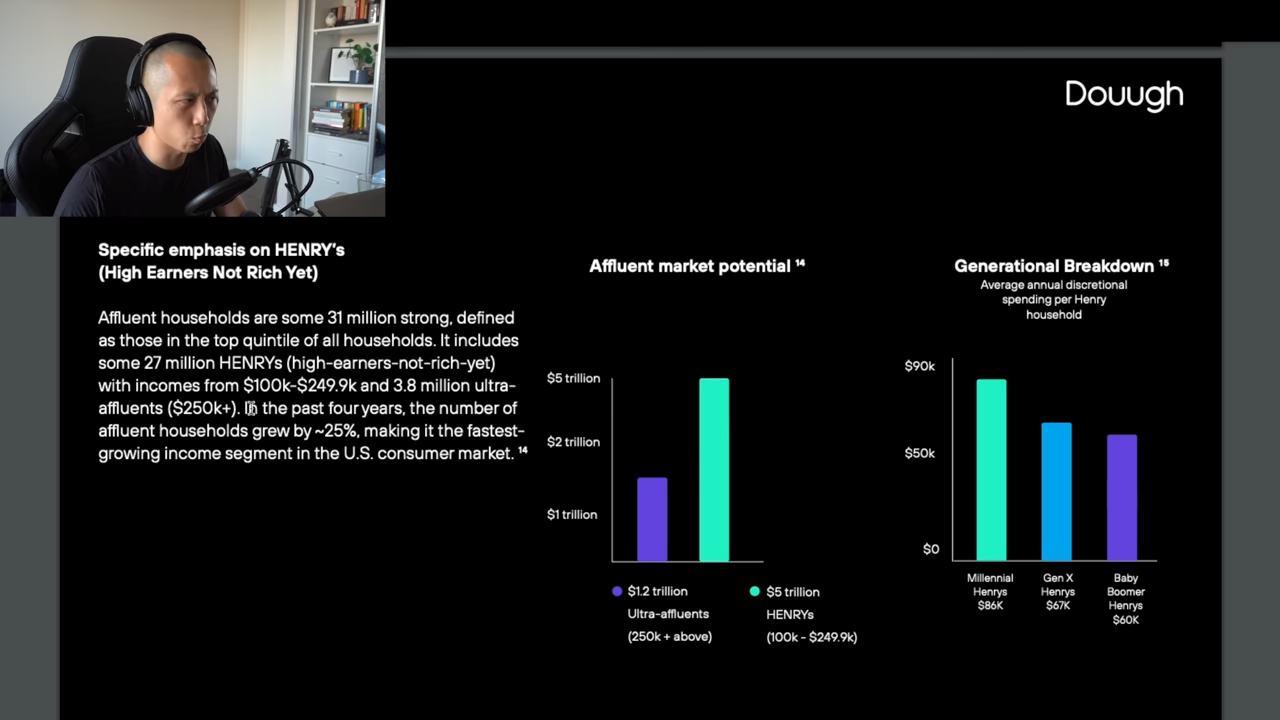 Douugh
Specific emphasis on HENRY's
(High Earners Not Rich Yet)
Affluent households are some 31 million strong, defined
as those in the top quintile of all households. It includes
some 27 million HENRYs (high-earners-not-rich-yet)
with incomes from $100k-$249.9k and 3.8 million ultra-
affluents ($250k+). the past four years, the number of
affluent households grew by ~25%, making it the fastest-
growing income segment in the U.S. consumer market. ¹⁴
Affluent market potential ¹⁴
$5 trillion
$2 trillion
$1 trillion
$1.2 trillion
Ultra-affluents
(250k + above)
$5 trillion
HENRYs
(100k - $249.9k)
Generational Breakdown ¹⁵
Average annual discretional
spending per Henry
household
$90k
$50k
$0
Millennial
Henrys
$86K
Gen X
Henrys
$67K
Baby
Boomer
Henrys
$60K